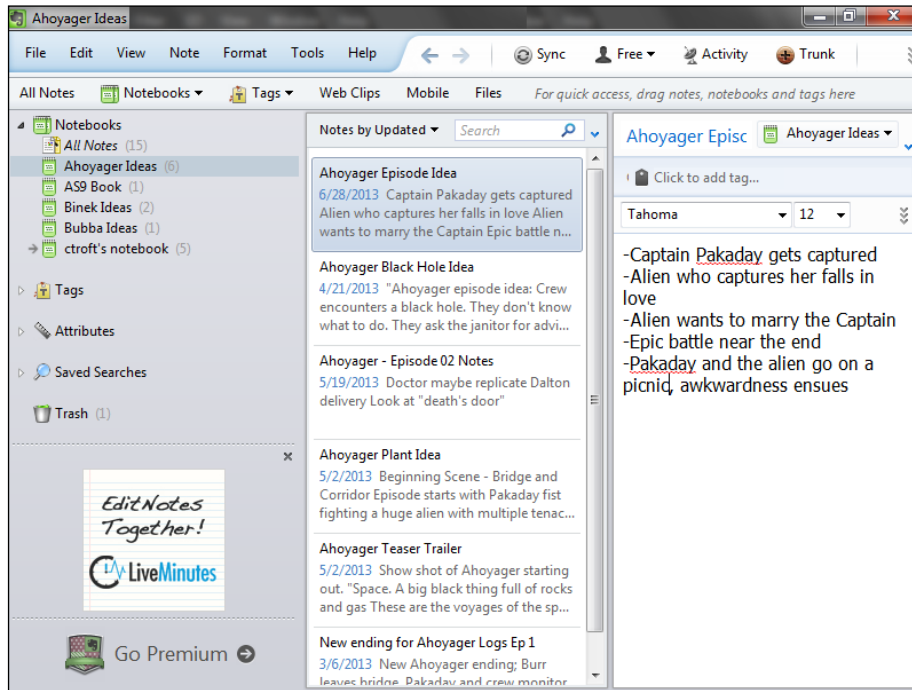 Ahoyager Ideas
File Edit View Note Format Tools Help Sync Free Activity Trunk
All Notes Notebooks Tags Web Clips Mobile Files For quick access, drag notes, notebooks and tags here
Notebooks
All Notes (15)
Ahoyager Ideas (6)
AS9 Book (1)
Binek Ideas (2)
Bubba Ideas (1)
ctroft's notebook (5)
Tags
Attributes
Saved Searches
Trash (1)
Edit Notes
Together!
LiveMinutes
Go Premium
Notes by Updated Search
Ahoyager Episode Idea
6/28/2013 Captain Pakaday gets captured
Alien who captures her falls in love Alien
wants to marry the Captain Epic battle n...
Ahoyager Black Hole Idea
4/21/2013 "Ahoyager episode idea: Crew
encounters a black hole. They don't know
what to do. They ask the janitor for advi...
Ahoyager - Episode 02 Notes
5/19/2013 Doctor maybe replicate Dalton
delivery Look at "death's door"
Ahoyager Plant Idea
5/2/2013 Beginning Scene - Bridge and
Corridor Episode starts with Pakaday fist
fighting a huge alien with multiple tenac...
Ahoyager Teaser Trailer
5/2/2013 Show shot of Ahoyager starting
out. "Space. A big black thing full of rocks
and gas These are the voyages of the sp...
New ending for Ahoyager Logs Ep 1
3/6/2013 New Ahoyager ending; Burr
leaves bridge. Pakaday and crew monitor
Ahoyager Episc Ahoyager Ideas
Click to add tag...
Tahoma 12
-Captain Pakaday gets captured
-Alien who captures her falls in
love
-Alien wants to marry the Captain
-Epic battle near the end
-Pakaday and the alien go on a
picnic, awkwardness ensues